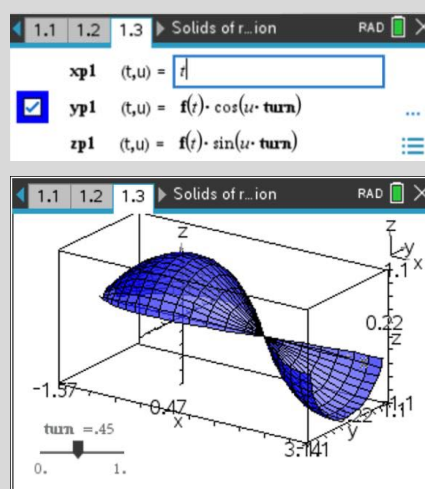 1.1 1.2 1.3 Solids of r...ion RAD
xp1 (t,u) = t
yp1 (t,u) = f(t)·cos(u·turn)
...
zp1 (t,u) = f(t)·sin(u·turn)
1.1 1.2 1.3 Solids of r...ion RAD
z
z
y
x
1.1
0.22
z
-1.57
0.47
x
3.141
y
turn =.45
0. 1.